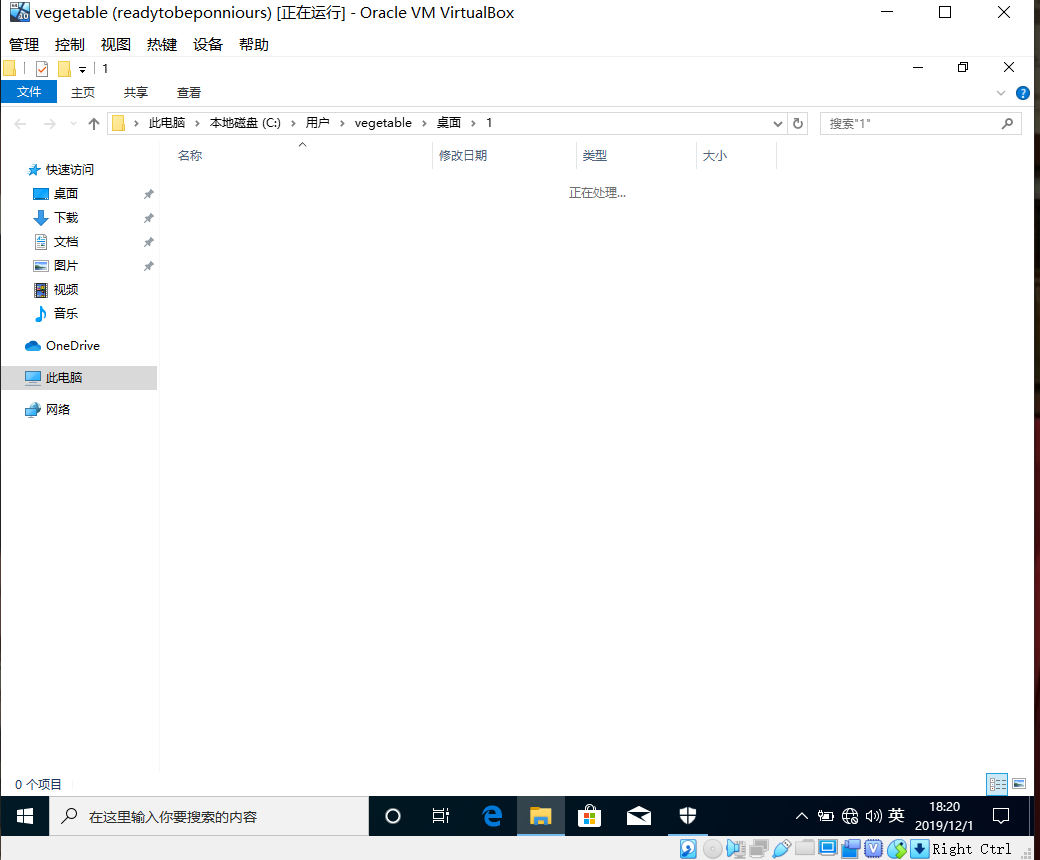 vegetable (readytobeponniours) [正在运行] - Oracle VM VirtualBox
管理 控制 视图 热键 设备 帮助
1
文件 主页 共享 查看
此电脑 本地磁盘 (C:) 用户 vegetable 桌面 1 搜索"1"
名称 修改日期 类型 大小
正在处理...
快速访问
桌面
下载
文档
图片
视频
音乐
OneDrive
此电脑
网络
0 个项目
在这里输入你要搜索的内容
英
18:20
2019/12/1
Right Ctrl